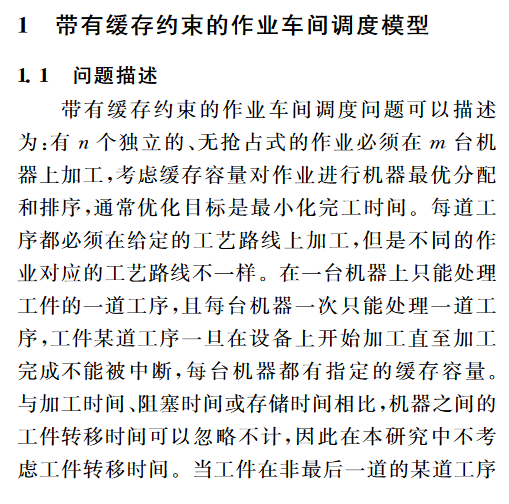 1 带有缓存约束的作业车间调度模型
1.1 问题描述
带有缓存约束的作业车间调度问题可以描述
为:有 n 个独立的、无抢占式的作业必须在 m 台机
器上加工,考虑缓存容量对作业进行机器最优分配
和排序,通常优化目标是最小化完工时间。每道工
序都必须在给定的工艺路线上加工,但是不同的作
业对应的工艺路线不一样。在一台机器上只能处理
工件的一道工序,且每台机器一次只能处理一道工
序,工件某道工序一旦在设备上开始加工直至加工
完成不能被中断,每台机器都有指定的缓存容量。
与加工时间、阻塞时间或存储时间相比,机器之间的
工件转移时间可以忽略不计,因此在本研究中不考
虑工件转移时间。当工件在非最后一道的某道工序